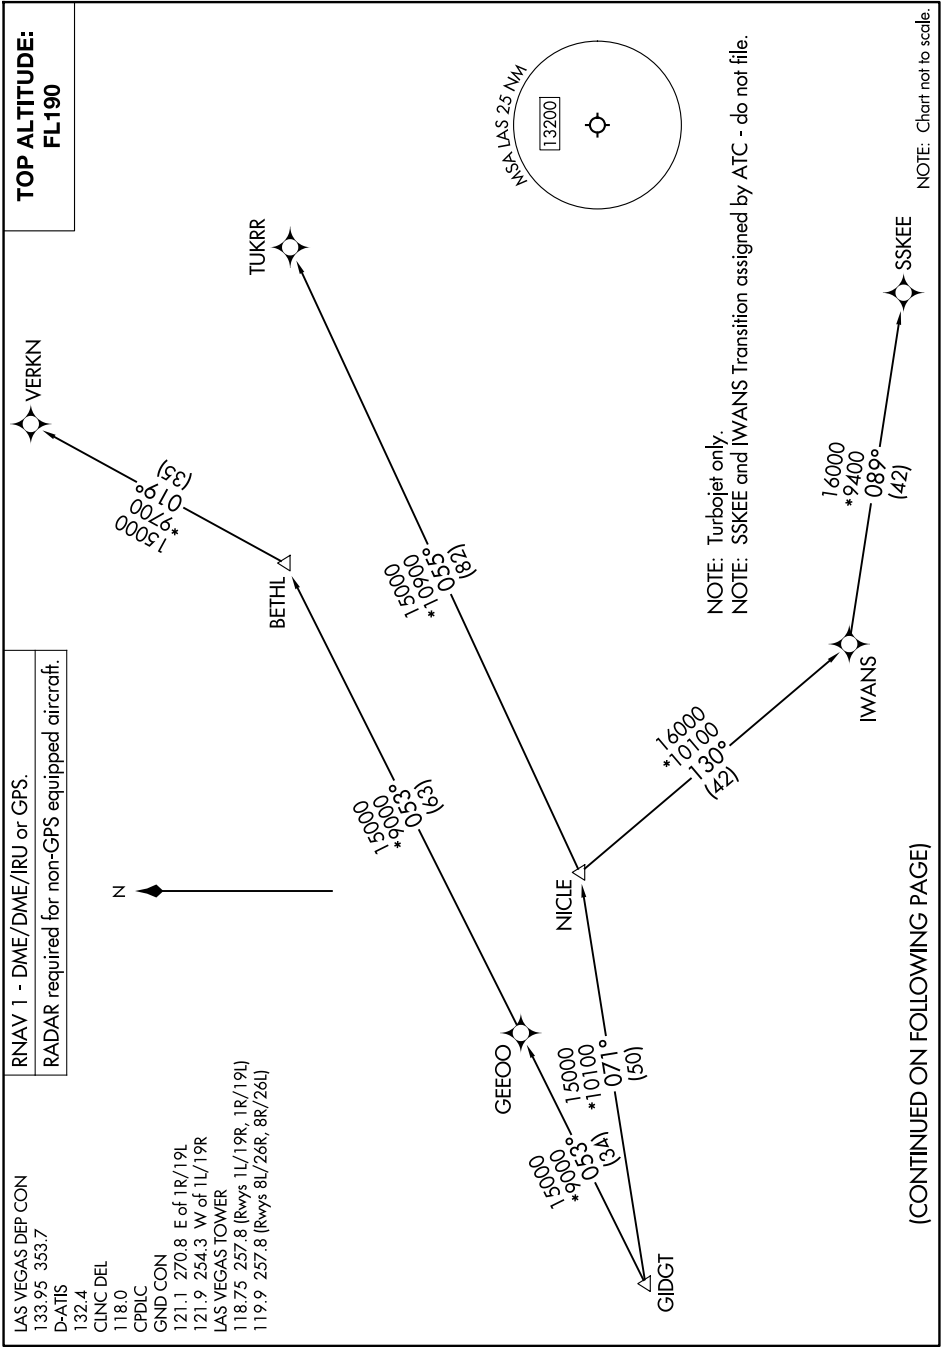 TOP ALTITUDE:
FL190
RNAV 1 - DME/DME/IRU or GPS.
RADAR required for non-GPS equipped aircraft.
LAS VEGAS DEP CON
133.95 353.7
D-ATIS
132.4
CLNC DEL
118.0
CPDLC
GND CON
121.1 270.8 E of 1R/19L
121.9 254.3 W of 1L/19R
LAS VEGAS TOWER
118.75 257.8 (Rwys 1L/19R, 1R/19L)
119.9 257.8 (Rwys 8L/26R, 8R/26L)
N
VERKN
15000
*9700
019°
(35)
BETHL
TUKRR
15000
*10900
055°
(82)
15000
*9000
053°
(63)
GEEOO
15000
*9000
053°
(34)
GIDGT
15000
*10100
071°
(50)
NICLE
16000
*10100
130°
(42)
IWANS
16000
*9400
089°
(42)
SSKEE
MSA LAS 25 NM
13200
NOTE: Turbojet only.
NOTE: SSKEE and IWANS Transition assigned by ATC - do not file.
NOTE: Chart not to scale.
(CONTINUED ON FOLLOWING PAGE)